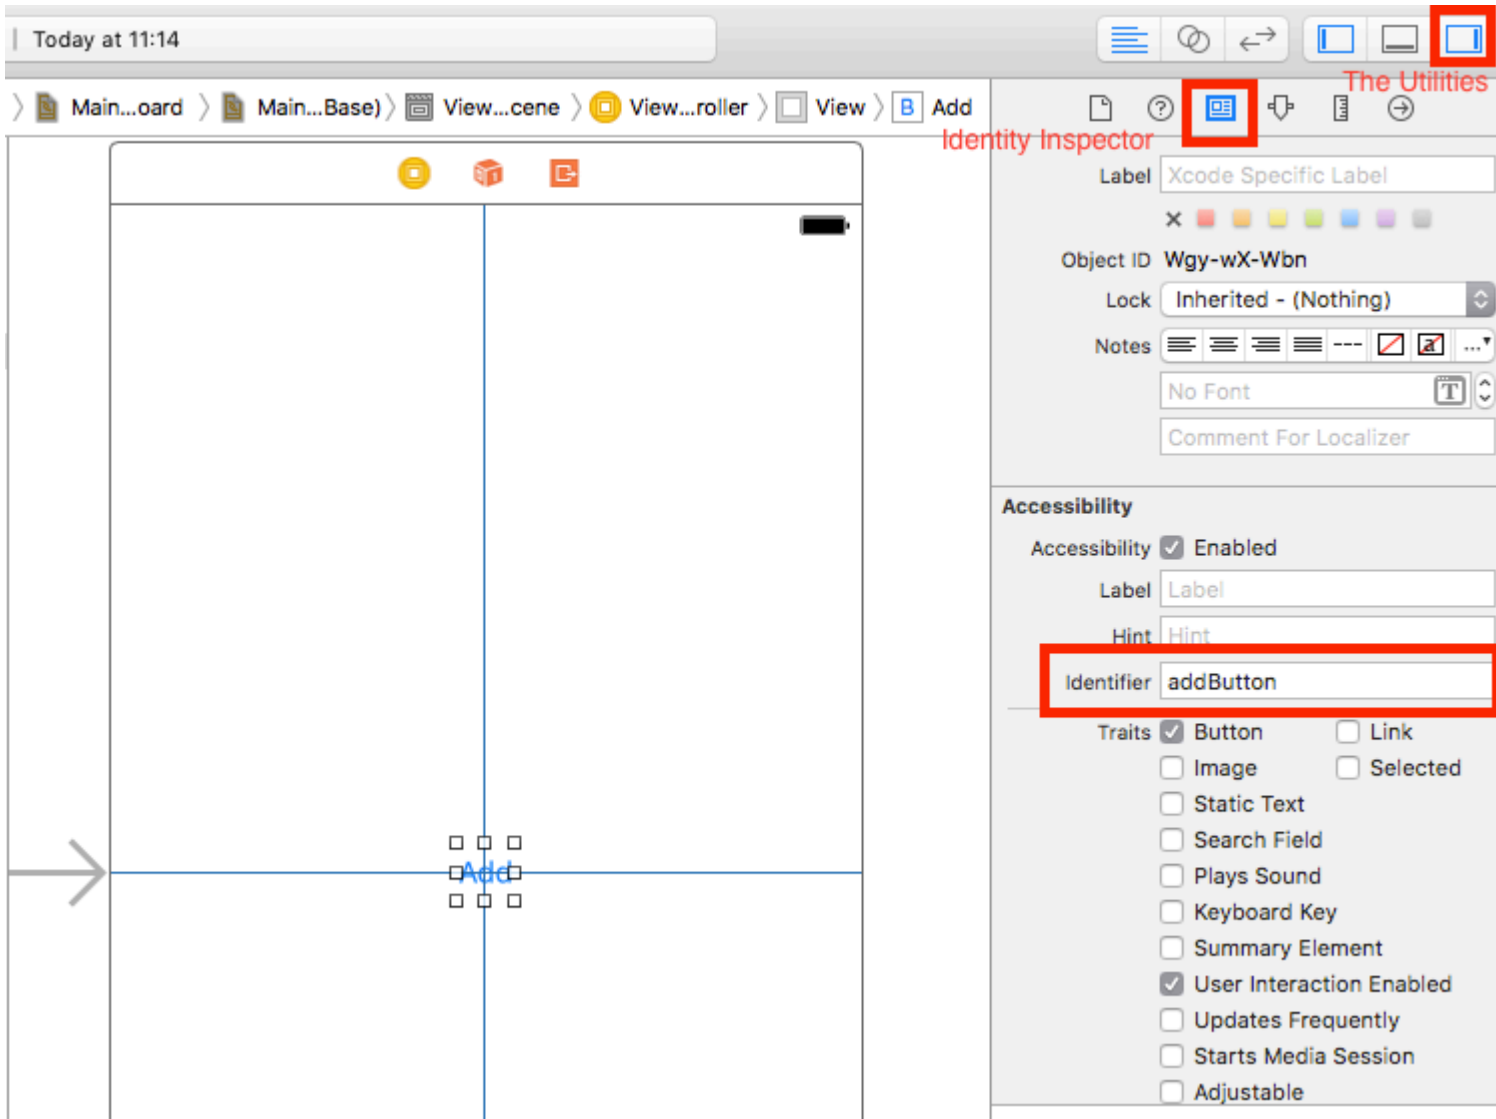 Today at 11:14
The Utilities
Main...oard
Main...Base)
View...cene
View...roller
View
B Add
Identity Inspector
Label Xcode Specific Label
Object ID Wgy-wX-Wbn
Lock Inherited - (Nothing)
Notes
No Font T
Comment For Localizer
Accessibility
Accessibility Enabled
Label Label
Hint Hint
Identifier addButton
Traits Button Link
Image Selected
Static Text
Search Field
Plays Sound
Add
Keyboard Key
Summary Element
User Interaction Enabled
Updates Frequently
Starts Media Session
Adjustable